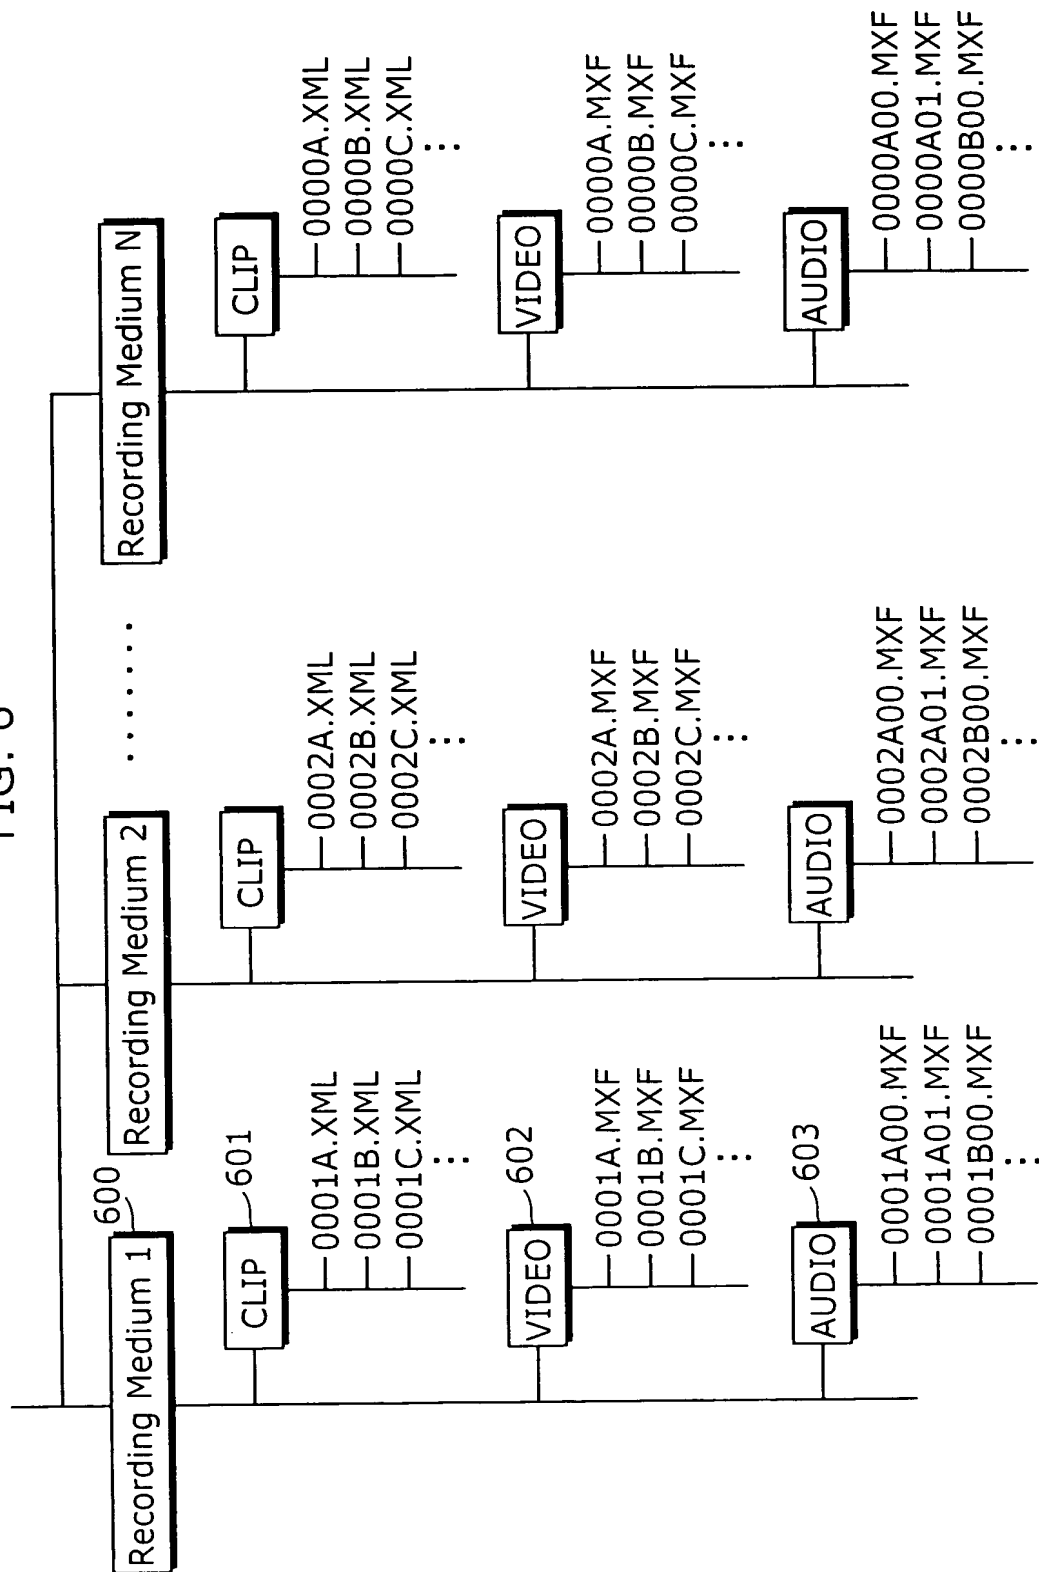 FIG. 6
Recording Medium 1
600
CLIP
601
0001A.XML
0001B.XML
0001C.XML
...
VIDEO
602
0001A.MXF
0001B.MXF
0001C.MXF
...
AUDIO
603
0001A00.MXF
0001A01.MXF
0001B00.MXF
...
Recording Medium 2
CLIP
0002A.XML
0002B.XML
0002C.XML
...
VIDEO
0002A.MXF
0002B.MXF
0002C.MXF
...
AUDIO
0002A00.MXF
0002A01.MXF
0002B00.MXF
...
.......
Recording Medium N
CLIP
0000A.XML
0000B.XML
0000C.XML
...
VIDEO
0000A.MXF
0000B.MXF
0000C.MXF
...
AUDIO
0000A00.MXF
0000A01.MXF
0000B00.MXF
...